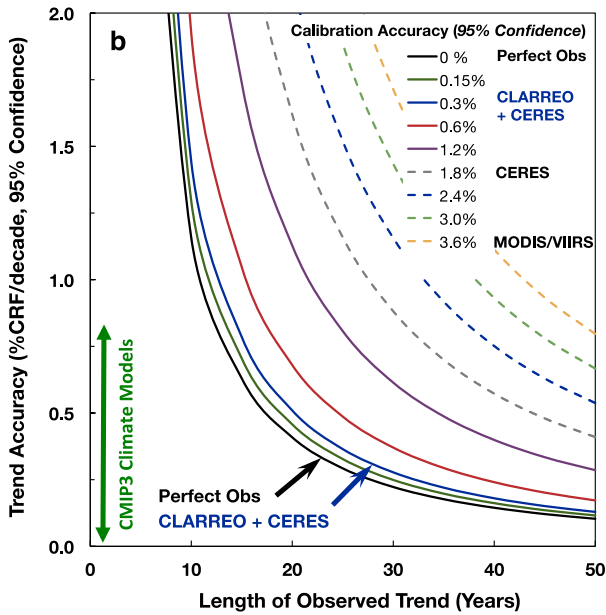 b
Calibration Accuracy (95% Confidence)
0 % Perfect Obs
0.15%
0.3% CLARREO
+ CERES
0.6%
1.2%
1.8% CERES
2.4%
3.0%
3.6% MODIS/VIIRS
Trend Accuracy (%CRF/decade, 95% Confidence)
2.0
1.5
1.0
0.5
0.0
CMIP3 Climate Models
Perfect Obs
CLARREO + CERES
0 10 20 30 40 50
Length of Observed Trend (Years)